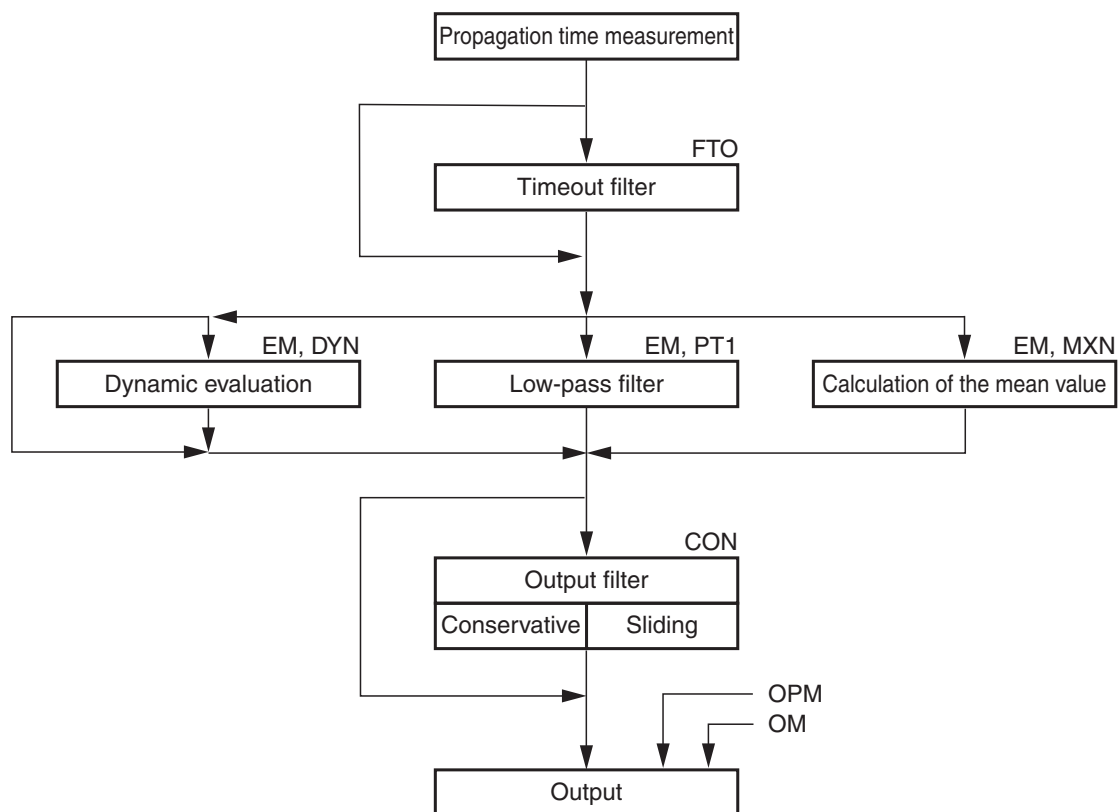 Propagation time measurement
FTO
Timeout filter
EM, DYN
EM, PT1
EM, MXN
Dynamic evaluation
Low-pass filter
Calculation of the mean value
CON
Output filter
Conservative
Sliding
OPM
OM
Output